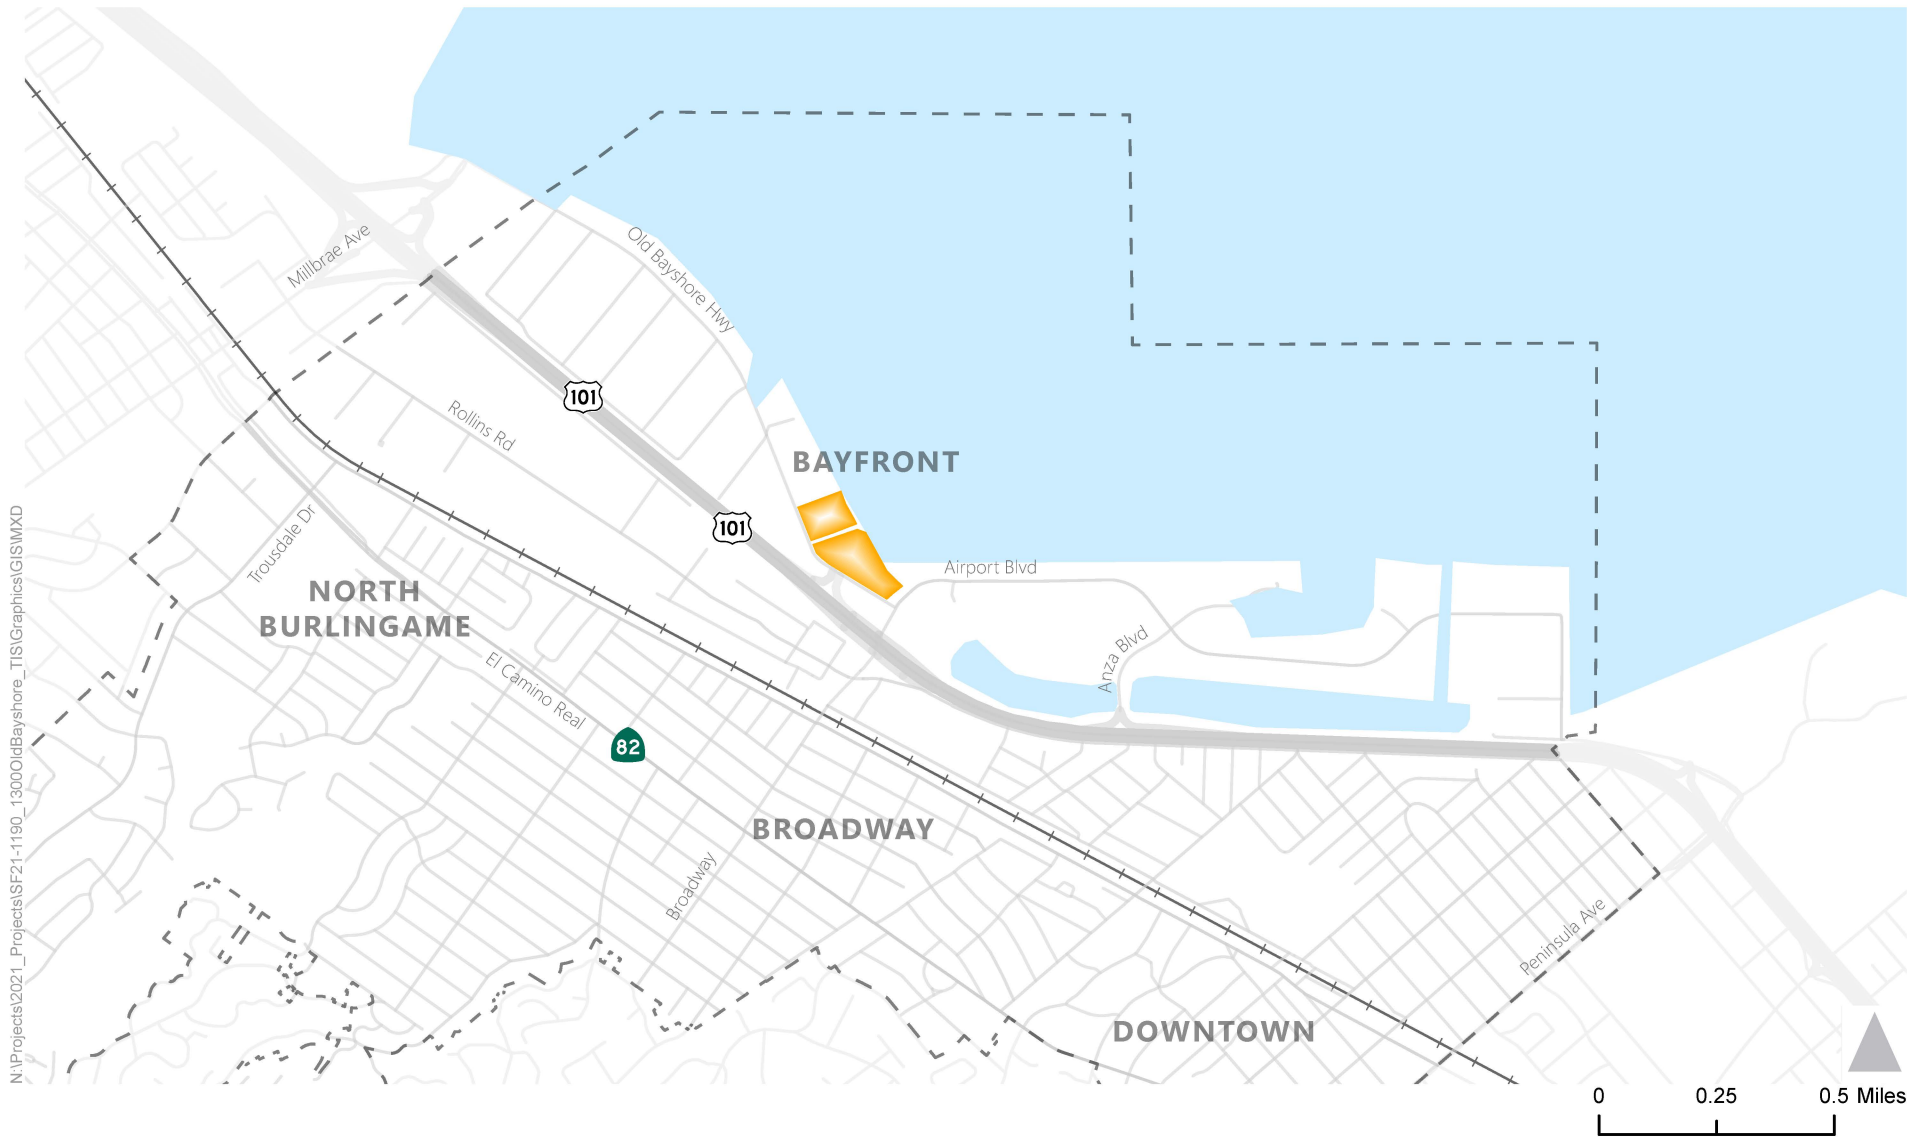 Millbrae Ave
Old Bayshore Hwy
101
Rollins Rd
BAYFRONT
101
Trousdale Dr
Airport Blvd
NORTH
BURLINGAME
Anza Blvd
El Camino Real
82
BROADWAY
Broadway
Peninsula Ave
DOWNTOWN
N:\Projects\2021_Projects\SF21-1190_1300OldBayshore_TIS\Graphics\GIS\MXD
0 0.25 0.5 Miles